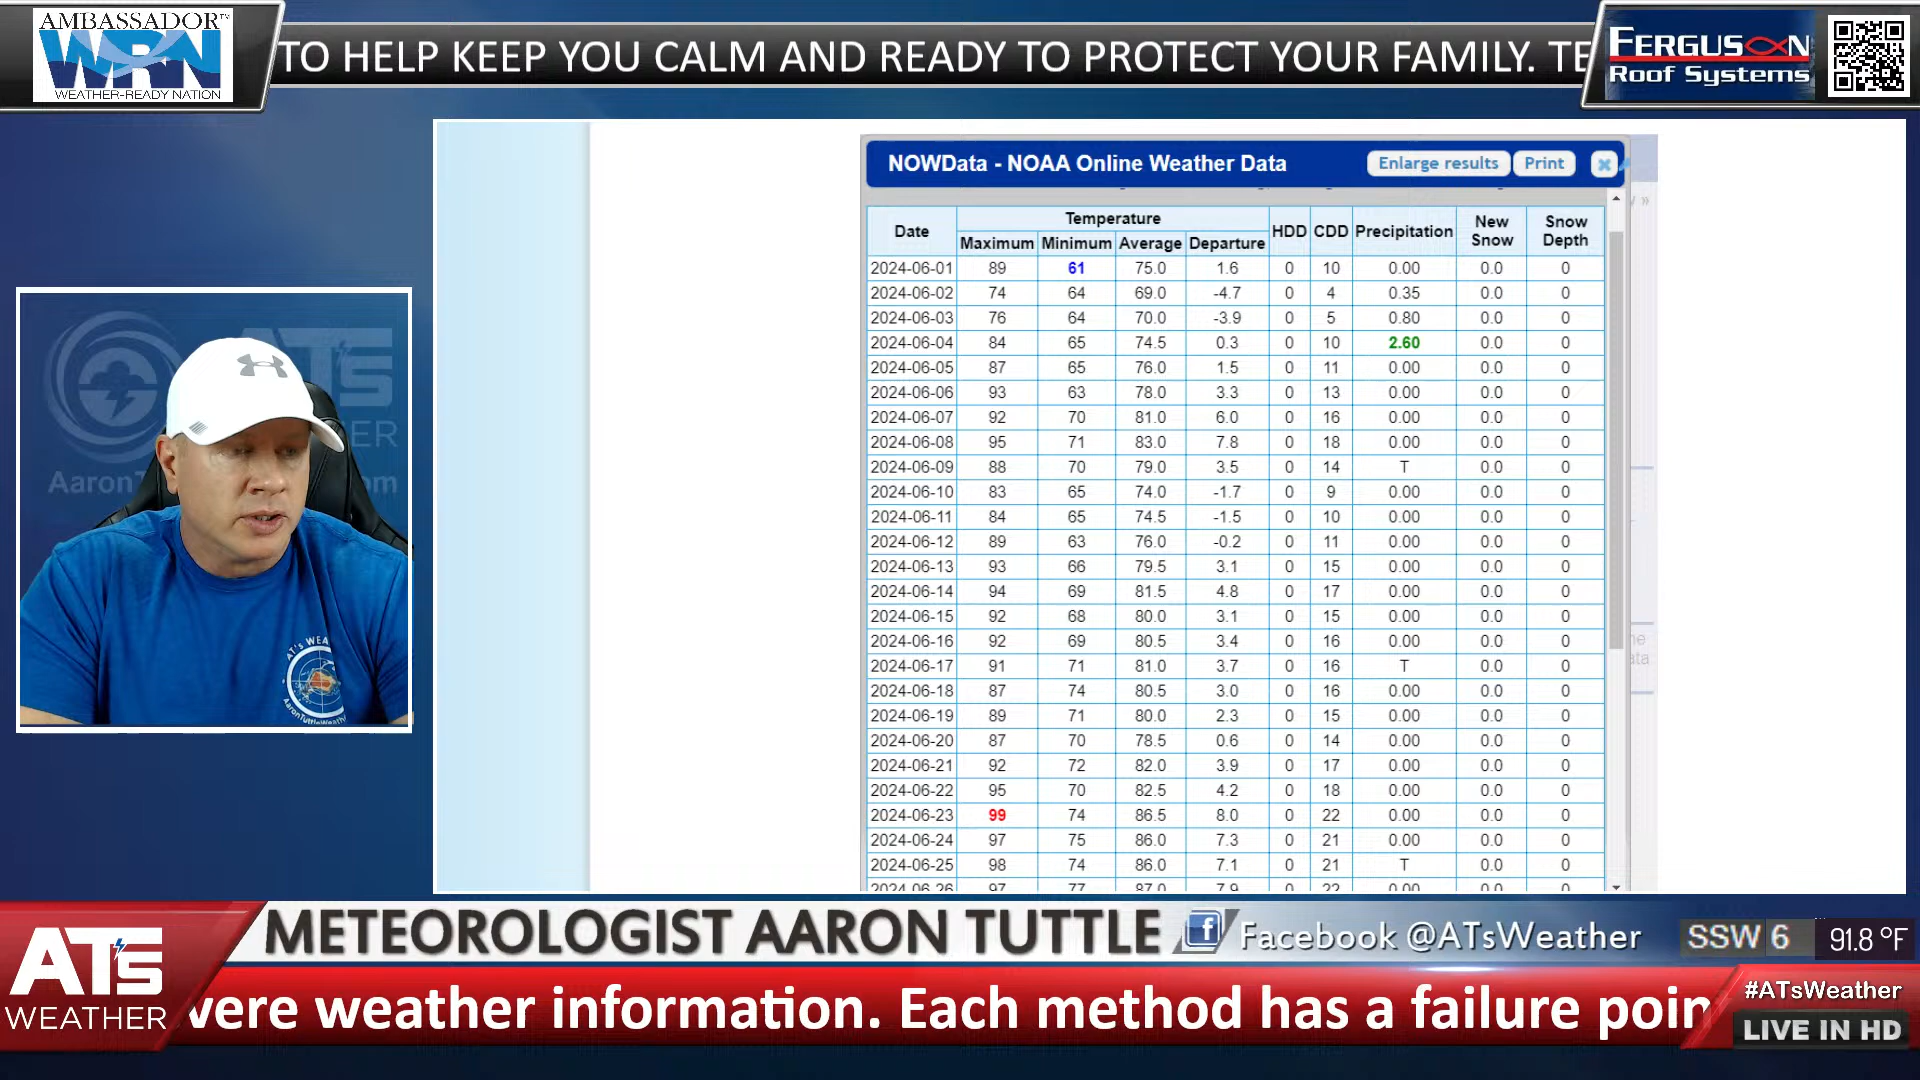 AMBASSADOR™
WRN
WEATHER-READY NATION
TO HELP KEEP YOU CALM AND READY TO PROTECT YOUR FAMILY. TE
FERGUSON
Roof Systems
NOWData - NOAA Online Weather Data
Enlarge results
Print
Date Temperature HDD CDD Precipitation New Snow Snow Depth
Maximum Minimum Average Departure
2024-06-01 89 61 75.0 1.6 0 10 0.00 0.0 0
2024-06-02 74 64 69.0 -4.7 0 4 0.35 0.0 0
2024-06-03 76 64 70.0 -3.9 0 5 0.80 0.0 0
2024-06-04 84 65 74.5 0.3 0 10 2.60 0.0 0
2024-06-05 87 65 76.0 1.5 0 11 0.00 0.0 0
2024-06-06 93 63 78.0 3.3 0 13 0.00 0.0 0
2024-06-07 92 70 81.0 6.0 0 16 0.00 0.0 0
2024-06-08 95 71 83.0 7.8 0 18 0.00 0.0 0
2024-06-09 88 70 79.0 3.5 0 14 T 0.0 0
2024-06-10 83 65 74.0 -1.7 0 9 0.00 0.0 0
2024-06-11 84 65 74.5 -1.5 0 10 0.00 0.0 0
2024-06-12 89 63 76.0 -0.2 0 11 0.00 0.0 0
2024-06-13 93 66 79.5 3.1 0 15 0.00 0.0 0
2024-06-14 94 69 81.5 4.8 0 17 0.00 0.0 0
2024-06-15 92 68 80.0 3.1 0 15 0.00 0.0 0
2024-06-16 92 69 80.5 3.4 0 16 0.00 0.0 0
2024-06-17 91 71 81.0 3.7 0 16 T 0.0 0
2024-06-18 87 74 80.5 3.0 0 16 0.00 0.0 0
2024-06-19 89 71 80.0 2.3 0 15 0.00 0.0 0
2024-06-20 87 70 78.5 0.6 0 14 0.00 0.0 0
2024-06-21 92 72 82.0 3.9 0 17 0.00 0.0 0
2024-06-22 95 70 82.5 4.2 0 18 0.00 0.0 0
2024-06-23 99 74 86.5 8.0 0 22 0.00 0.0 0
2024-06-24 97 75 86.0 7.3 0 21 0.00 0.0 0
2024-06-25 98 74 86.0 7.1 0 21 T 0.0 0
2024-06-26 97 77 87.0 7.9 0 22 0.00 0.0 0
METEOROLOGIST AARON TUTTLE
Facebook @ATsWeather
SSW 6
91.8 °F
ATs
WEATHER
vere weather information. Each method has a failure poin
#ATsWeather
LIVE IN HD